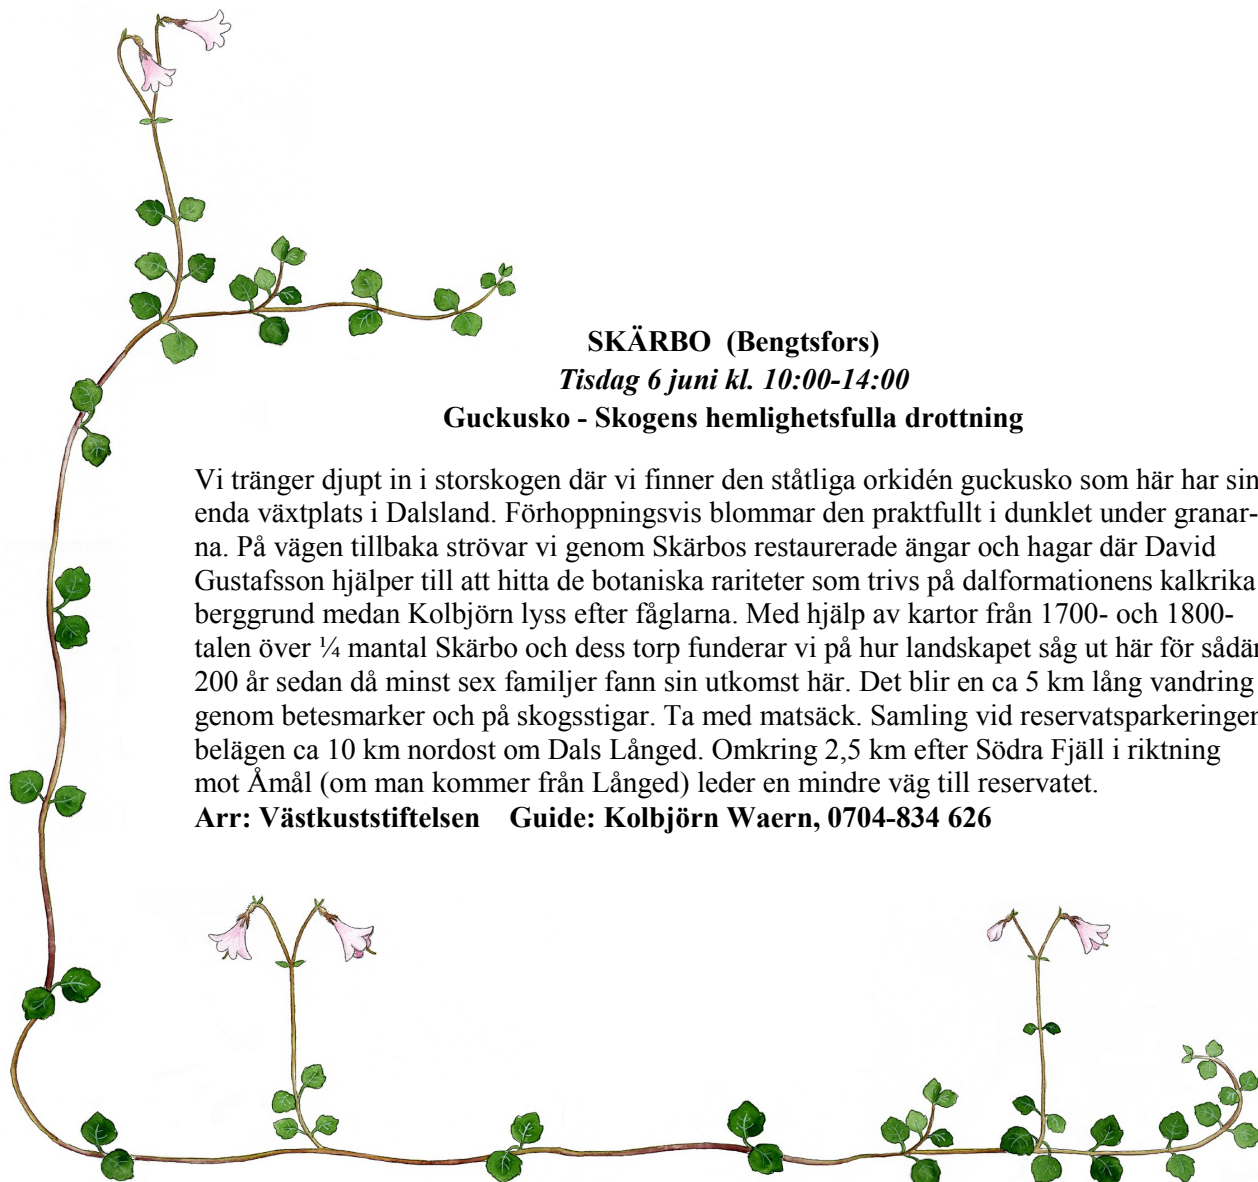 SKÄRBO  (Bengtsfors)
Tisdag 6 juni kl. 10:00-14:00
Guckusko - Skogens hemlighetsfulla drottning
Vi tränger djupt in i storskogen där vi finner den ståtliga orkidén guckusko som här har sin
enda växtplats i Dalsland. Förhoppningsvis blommar den praktfullt i dunklet under granar-
na. På vägen tillbaka strövar vi genom Skärbos restaurerade ängar och hagar där David
Gustafsson hjälper till att hitta de botaniska rariteter som trivs på dalformationens kalkrika
berggrund medan Kolbjörn lyss efter fåglarna. Med hjälp av kartor från 1700- och 1800-
talen över ¼ mantal Skärbo och dess torp funderar vi på hur landskapet såg ut här för sådär
200 år sedan då minst sex familjer fann sin utkomst här. Det blir en ca 5 km lång vandring
genom betesmarker och på skogsstigar. Ta med matsäck. Samling vid reservatsparkeringen
belägen ca 10 km nordost om Dals Långed. Omkring 2,5 km efter Södra Fjäll i riktning
mot Åmål (om man kommer från Långed) leder en mindre väg till reservatet.
Arr: Västkuststiftelsen    Guide: Kolbjörn Waern, 0704-834 626